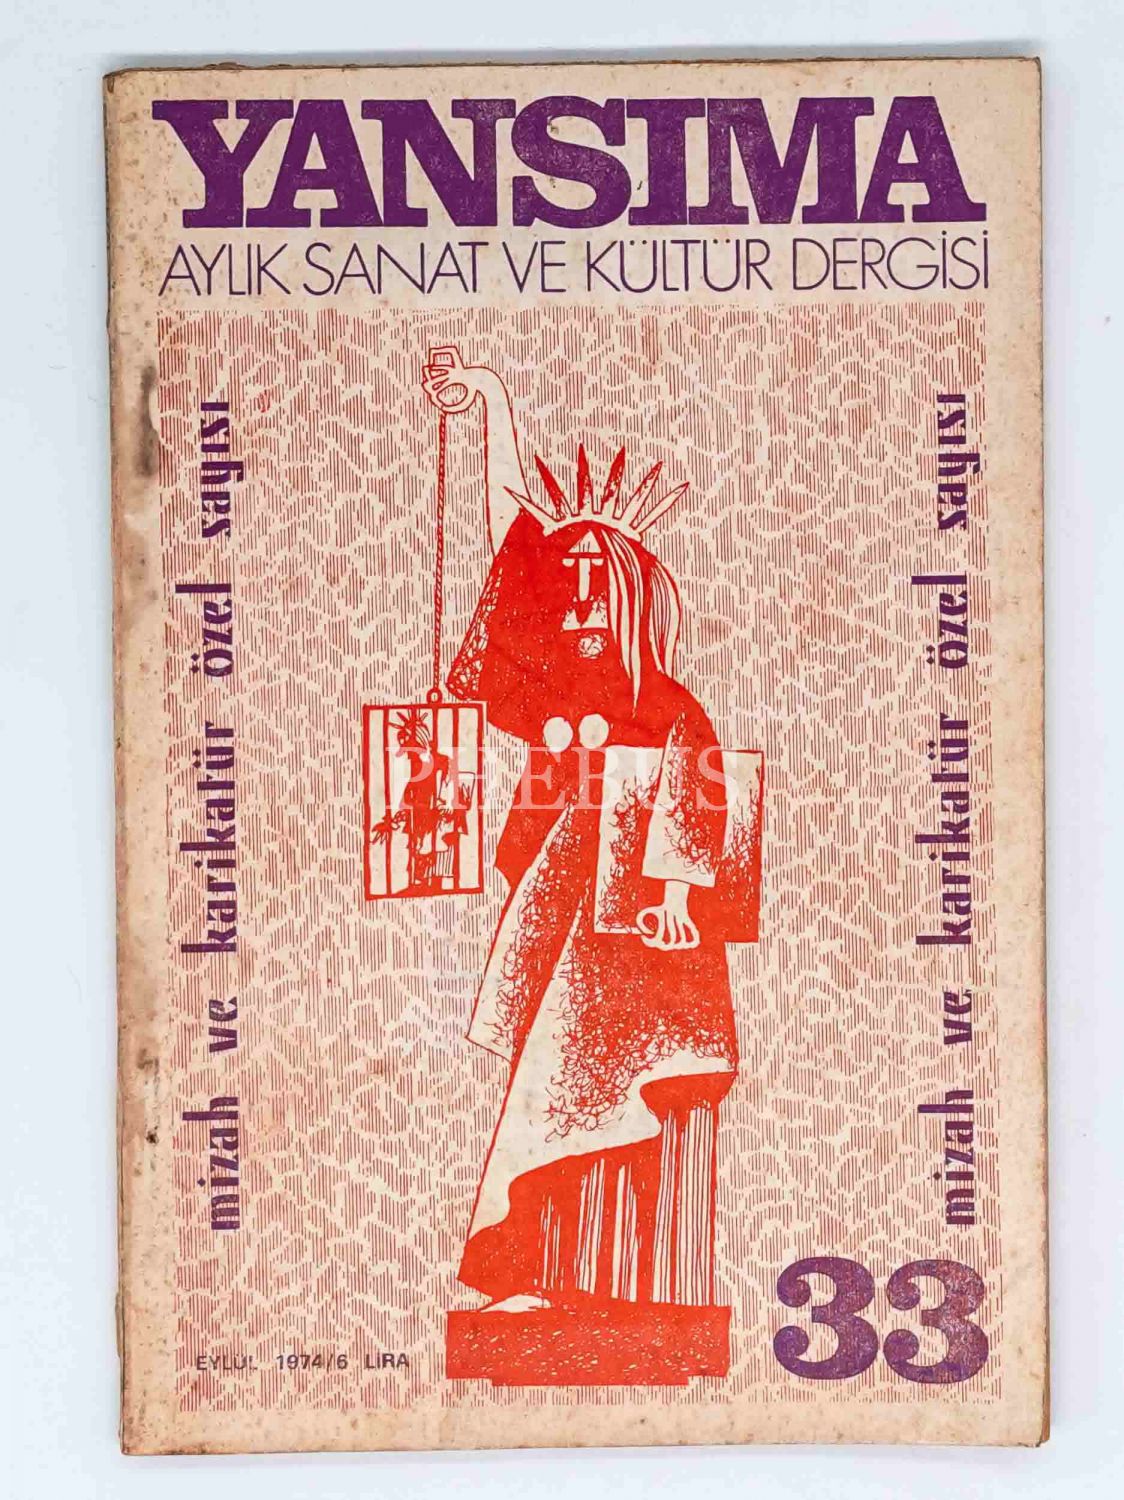 YANSIMA
AYLIK SANAT VE KÜLTÜR DERGİSİ
mizah ve karikatür özel sayısı
mizah ve karikatür özel sayısı
PHEBUS
33
EYLÜL 1974/6 LİRA